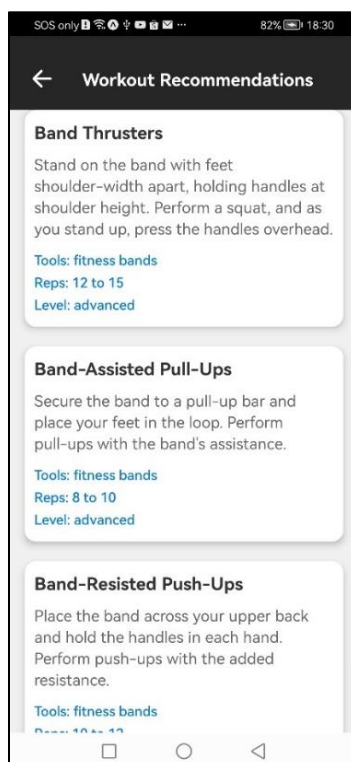 SOS only ... 82% 18:30
Workout Recommendations
Band Thrusters
Stand on the band with feet
shoulder-width apart, holding handles at
shoulder height. Perform a squat, and as
you stand up, press the handles overhead.
Tools: fitness bands
Reps: 12 to 15
Level: advanced
Band-Assisted Pull-Ups
Secure the band to a pull-up bar and
place your feet in the loop. Perform
pull-ups with the band's assistance.
Tools: fitness bands
Reps: 8 to 10
Level: advanced
Band-Resisted Push-Ups
Place the band across your upper back
and hold the handles in each hand.
Perform push-ups with the added
resistance.
Tools: fitness bands
Reps: 10 to 12